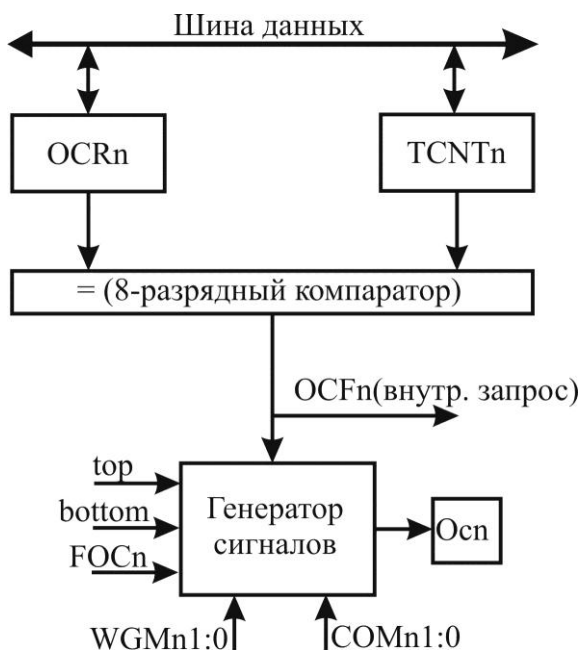 Шина данных
OCRn
TCNTn
= (8-разрядный компаратор)
OCFn(внутр. запрос)
top
bottom
FOCn
Генератор
сигналов
Ocn
WGMn1:0
COMn1:0